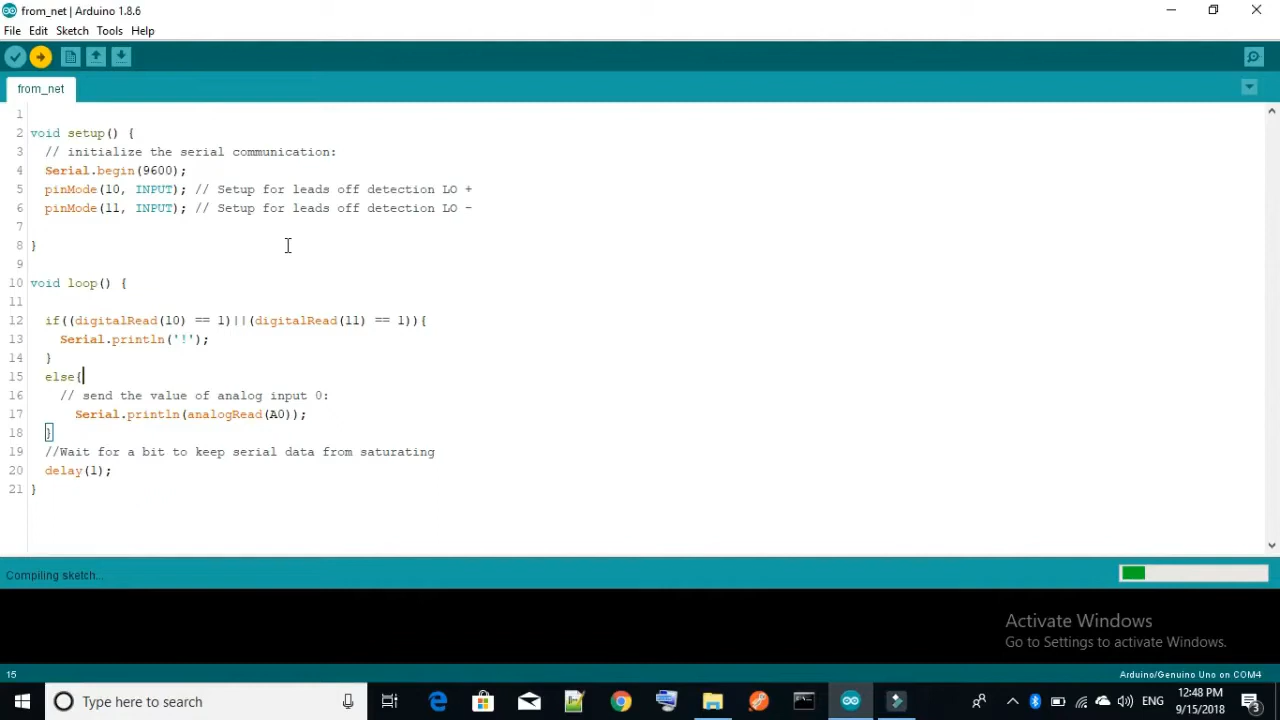 from_net | Arduino 1.8.6
File Edit Sketch Tools Help
from_net
1
2 void setup() {
3 // initialize the serial communication:
4 Serial.begin(9600);
5 pinMode(10, INPUT); // Setup for leads off detection LO +
6 pinMode(11, INPUT); // Setup for leads off detection LO -
7
8 }
9
10 void loop() {
11
12 if((digitalRead(10) == 1)||(digitalRead(11) == 1)){
13 Serial.println('!');
14 }
15 else{
16 // send the value of analog input 0:
17 Serial.println(analogRead(A0));
18 }
19 //Wait for a bit to keep serial data from saturating
20 delay(1);
21 }
Compiling sketch...
Activate Windows
Go to Settings to activate Windows.
15 Arduino/Genuino Uno on COM4
Type here to search
ENG
12:48 PM
9/15/2018
3